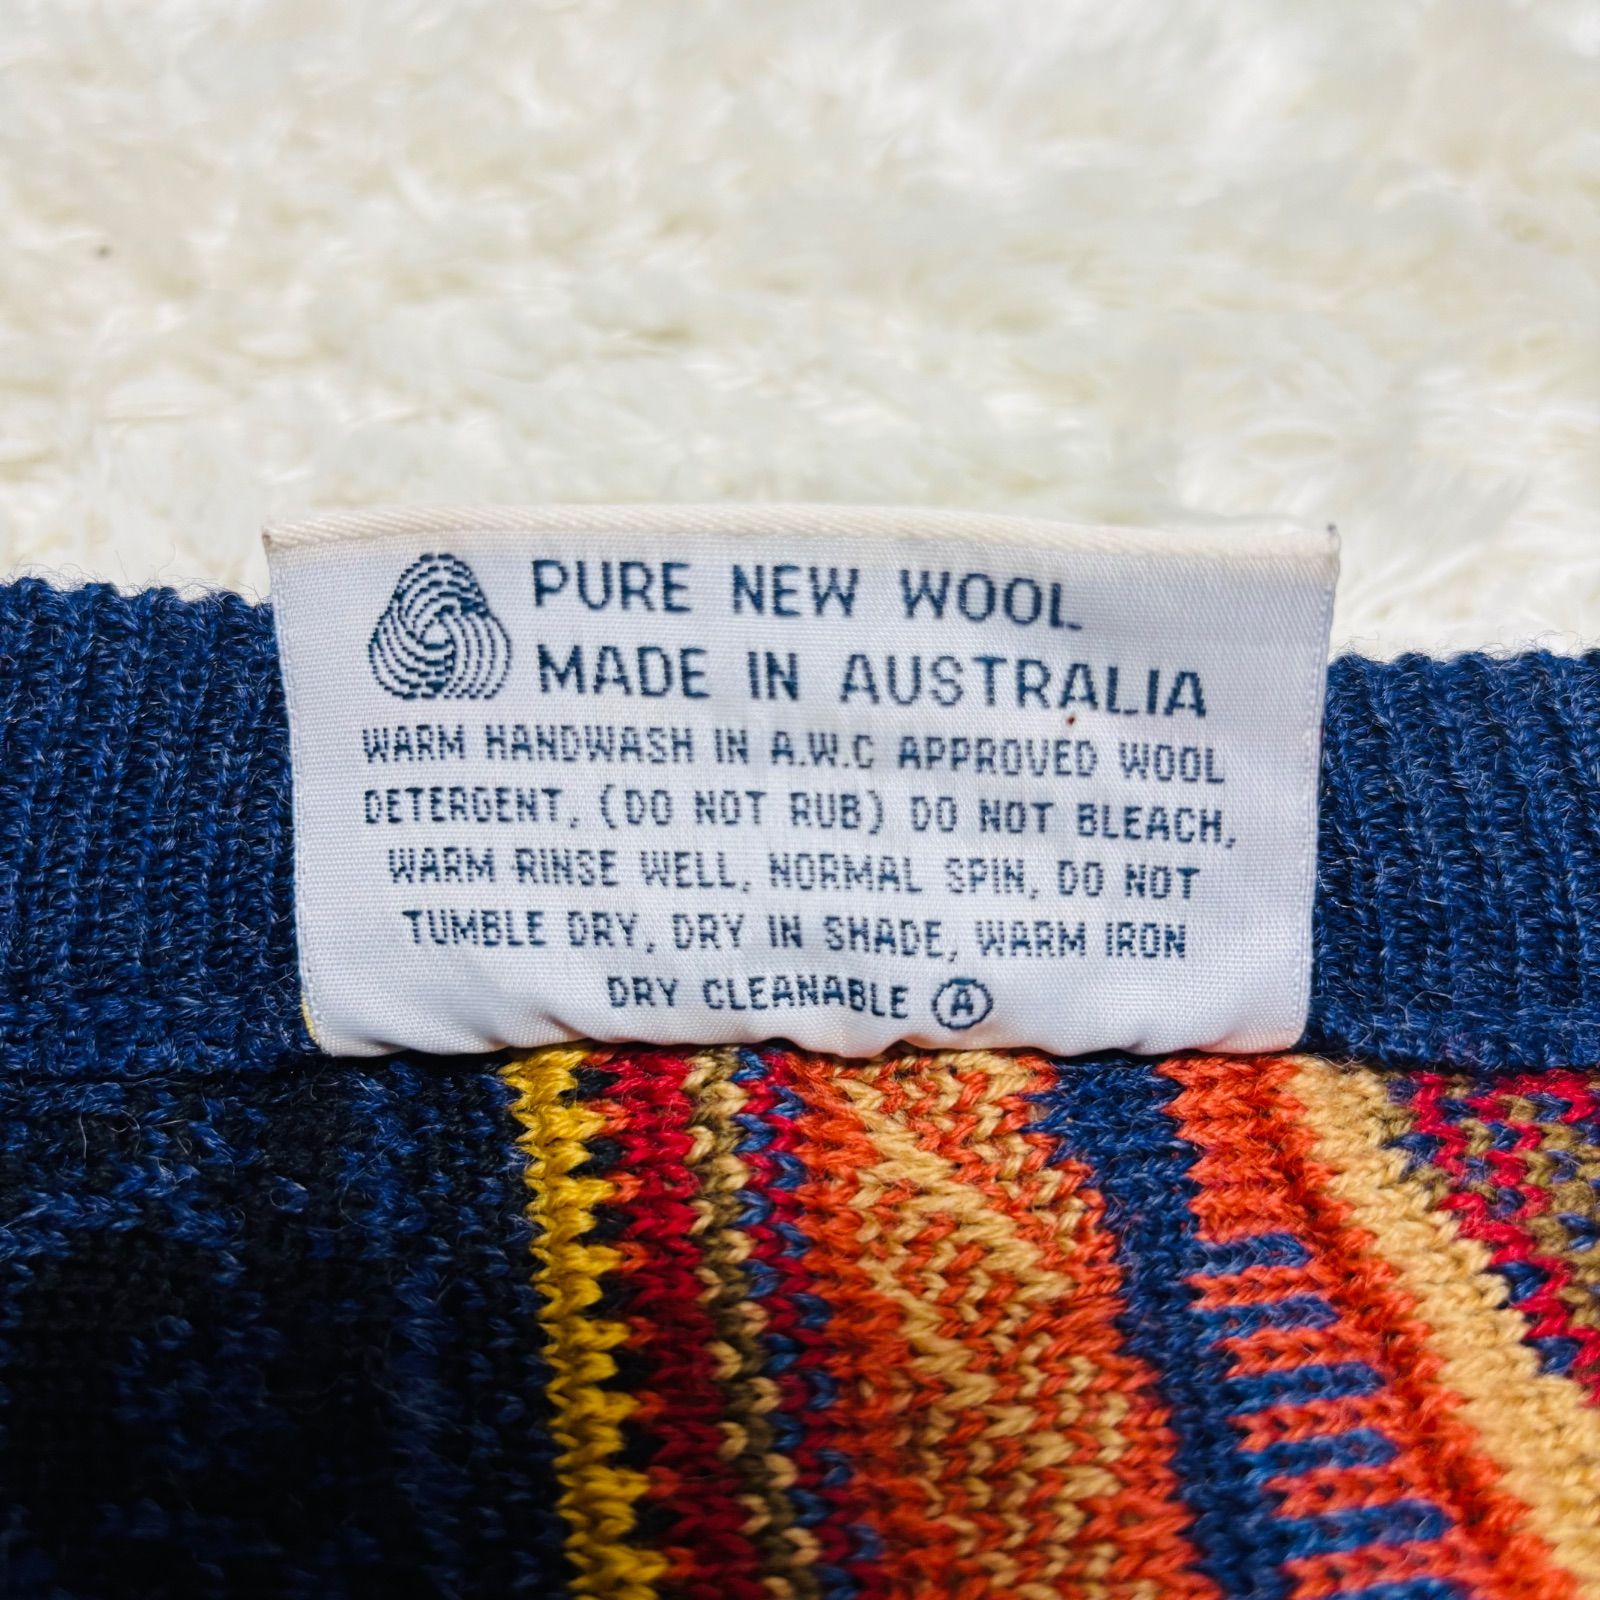 PURE NEW WOOL
MADE IN AUSTRALIA
WARM HANDWASH IN A.W.C APPROVED WOOL
DETERGENT, (DO NOT RUB) DO NOT BLEACH,
WARM RINSE WELL, NORMAL SPIN, DO NOT
TUMBLE DRY, DRY IN SHADE, WARM IRON
DRY CLEANABLE Ⓐ